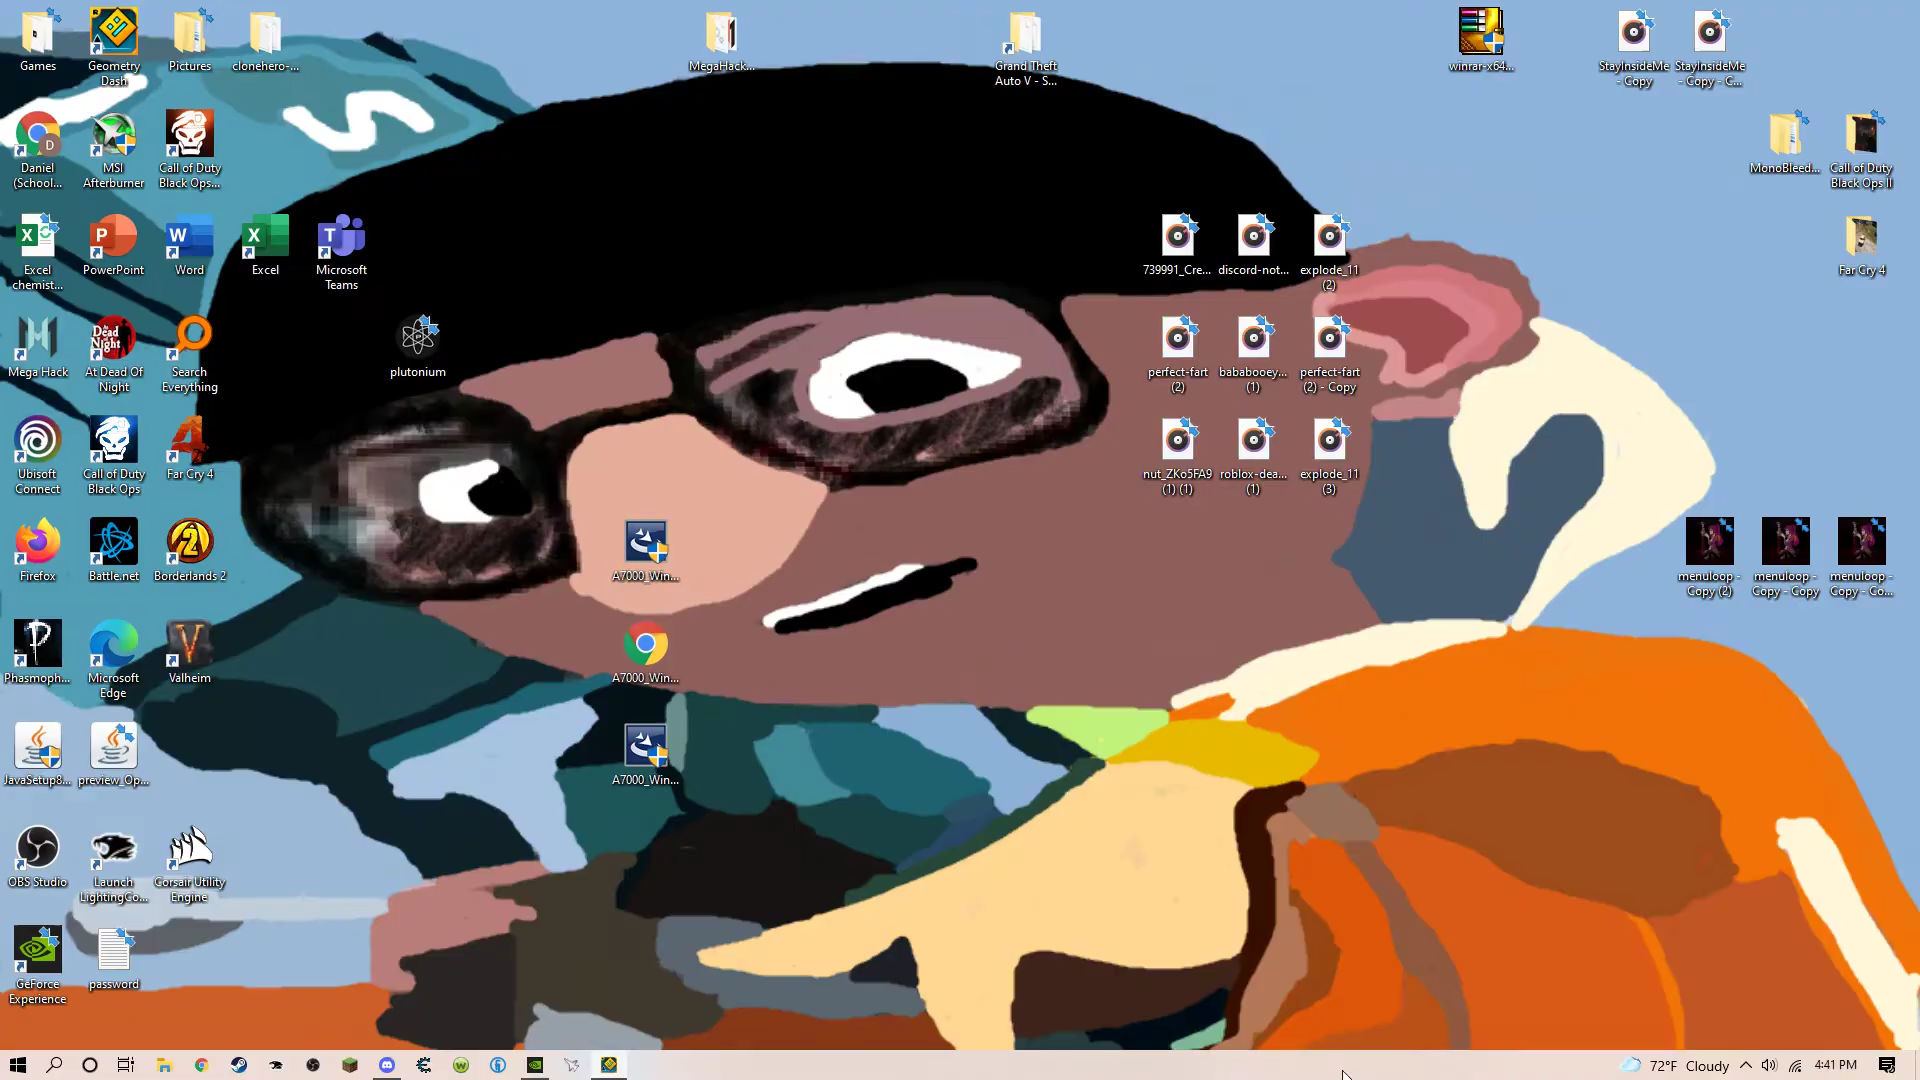 Games
Geometry
Dash
Pictures
clonehero-...
MegaHack...
Grand Theft
Auto V - S...
winrar-x64...
StayInsideMe
- Copy
StayInsideMe
- Copy - C...
Daniel
(School...
MSI
Afterburner
Call of Duty
Black Ops...
MonoBleed...
Call of Duty
Black Ops II
Excel
chemist...
PowerPoint
Word
Excel
Microsoft
Teams
739991_Cre...
discord-not...
explode_11
(2)
Far Cry 4
Mega Hack
At Dead Of
Night
Search
Everything
plutonium
perfect-fart
(2)
bababooey...
(1)
perfect-fart
(2) - Copy
Ubisoft
Connect
Call of Duty
Black Ops
Far Cry 4
nut_ZKo5FA9
(1) (1)
roblox-dea...
(1)
explode_11
(3)
Firefox
Battle.net
Borderlands 2
A7000_Win...
menuloop -
Copy (2)
menuloop -
Copy - Copy
menuloop -
Copy - Co...
Phasmoph...
Microsoft
Edge
Valheim
A7000_Win...
JavaSetup8...
preview_Op...
A7000_Win...
OBS Studio
Launch
LightingCo...
Corsair Utility
Engine
GeForce
Experience
password
72°F Cloudy
4:41 PM